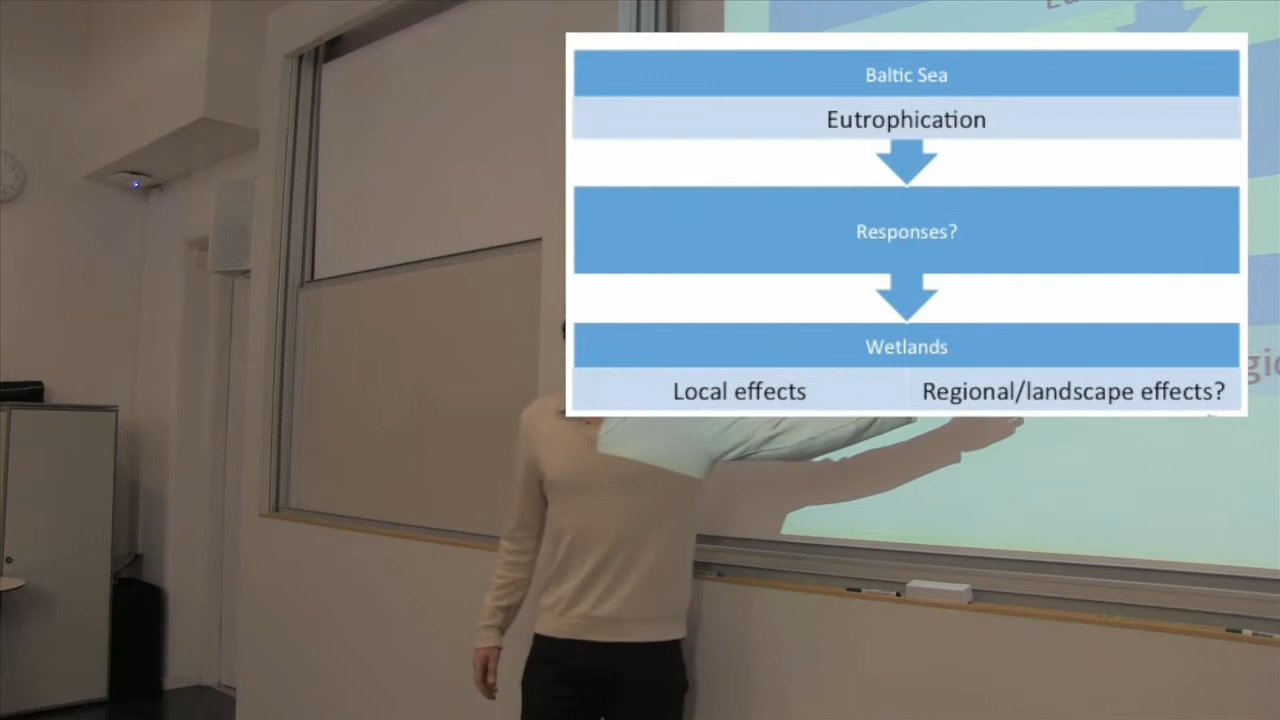 Baltic Sea
Eutrophication
Responses?
Wetlands
Local effects Regional/landscape effects?